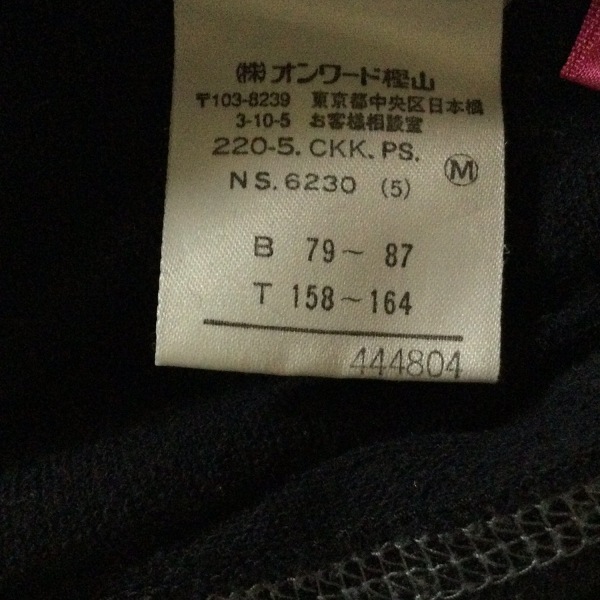 ㈱オンワード樫山
〒103-8239 東京都中央区日本橋
3-10-5 お客様相談室
220-5. CKK. PS.
NS. 6230 (5) Ⓜ
B 79〜 87
T 158〜164
444804